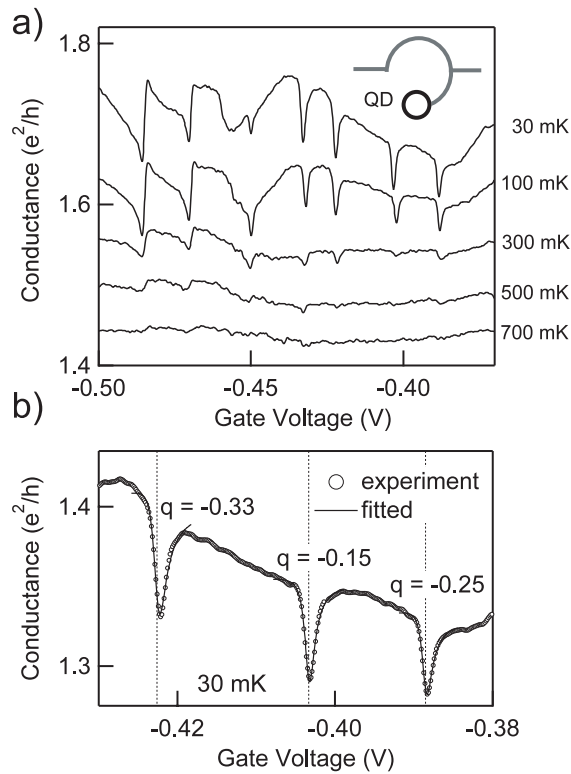 a)
1.8
1.6
1.4
Conductance (e²/h)
QD
30 mK
100 mK
300 mK
500 mK
700 mK
-0.50
-0.45
-0.40
Gate Voltage (V)
b)
1.4
1.3
Conductance (e²/h)
experiment
fitted
q = -0.33
q = -0.15
q = -0.25
30 mK
-0.42
-0.40
-0.38
Gate Voltage (V)